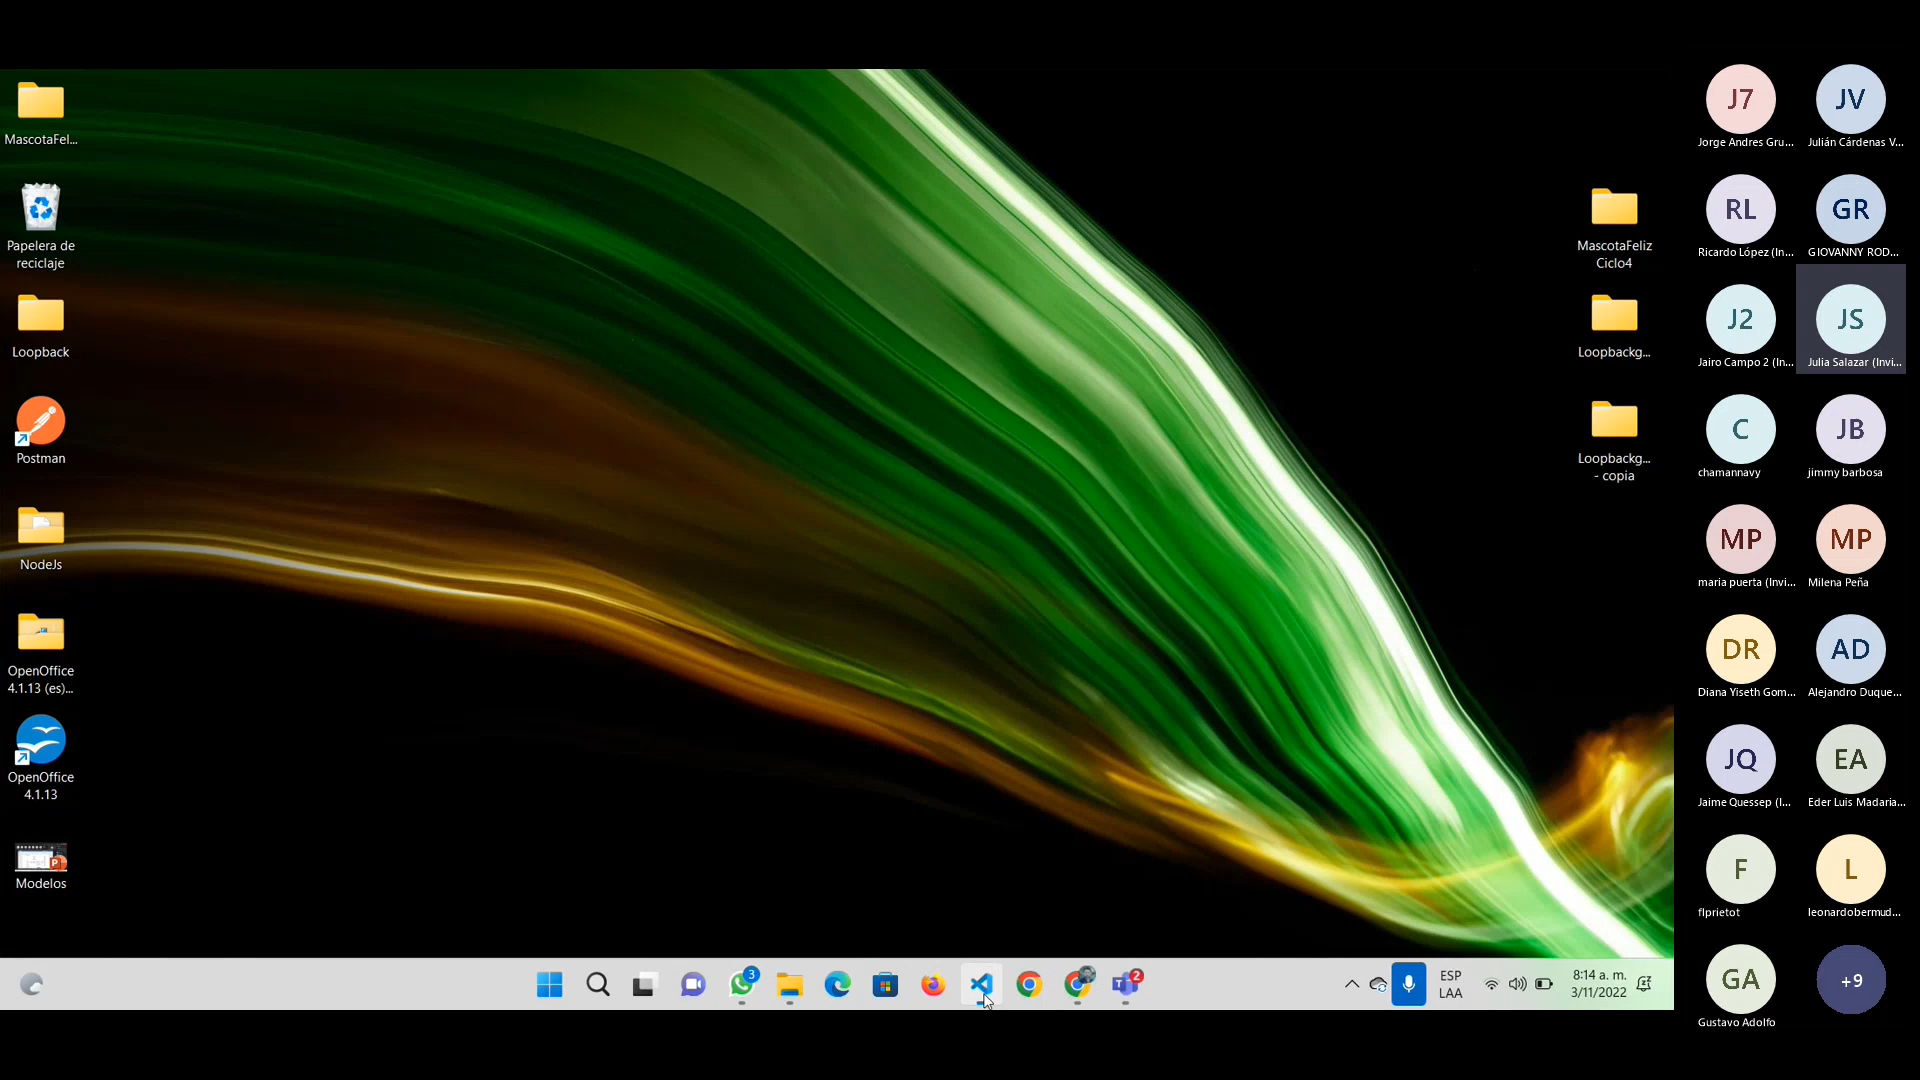 MascotaFel...
Papelera de
reciclaje
Loopback
Postman
NodeJs
OpenOffice
4.1.13 (es)...
OpenOffice
4.1.13
Modelos
MascotaFeliz
Ciclo4
Loopbackg...
Loopbackg...
- copia
3
2
ESP
LAA
8:14 a. m.
3/11/2022
J7
Jorge Andres Gru...
JV
Julián Cárdenas V...
RL
Ricardo López (In...
GR
GIOVANNY ROD...
J2
Jairo Campo 2 (In...
JS
Julia Salazar (Invi...
C
chamannavy
JB
jimmy barbosa
MP
maria puerta (Invi...
MP
Milena Peña
DR
Diana Yiseth Gom...
AD
Alejandro Duque...
JQ
Jaime Quessep (I...
EA
Eder Luis Madaria...
F
flprietot
L
leonardobermud...
GA
Gustavo Adolfo
+9